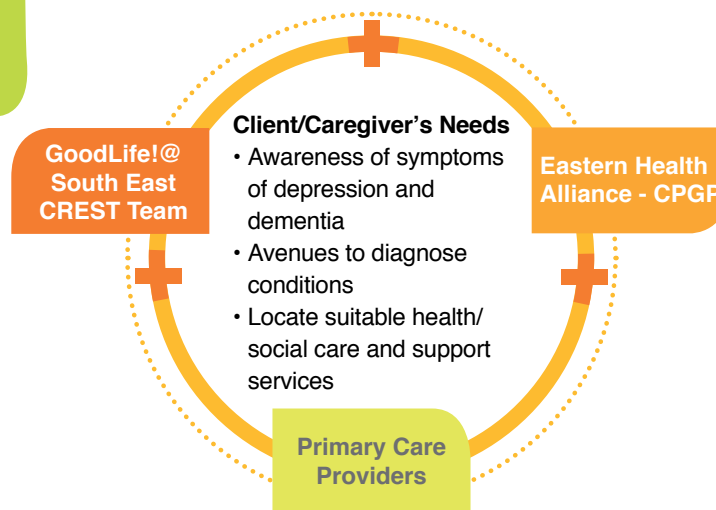 Client/Caregiver's Needs
• Awareness of symptoms
of depression and
dementia
• Avenues to diagnose
conditions
• Locate suitable health/
social care and support
services
GoodLife!@
South East
CREST Team
Eastern Health
Alliance - CPGP
Primary Care
Providers